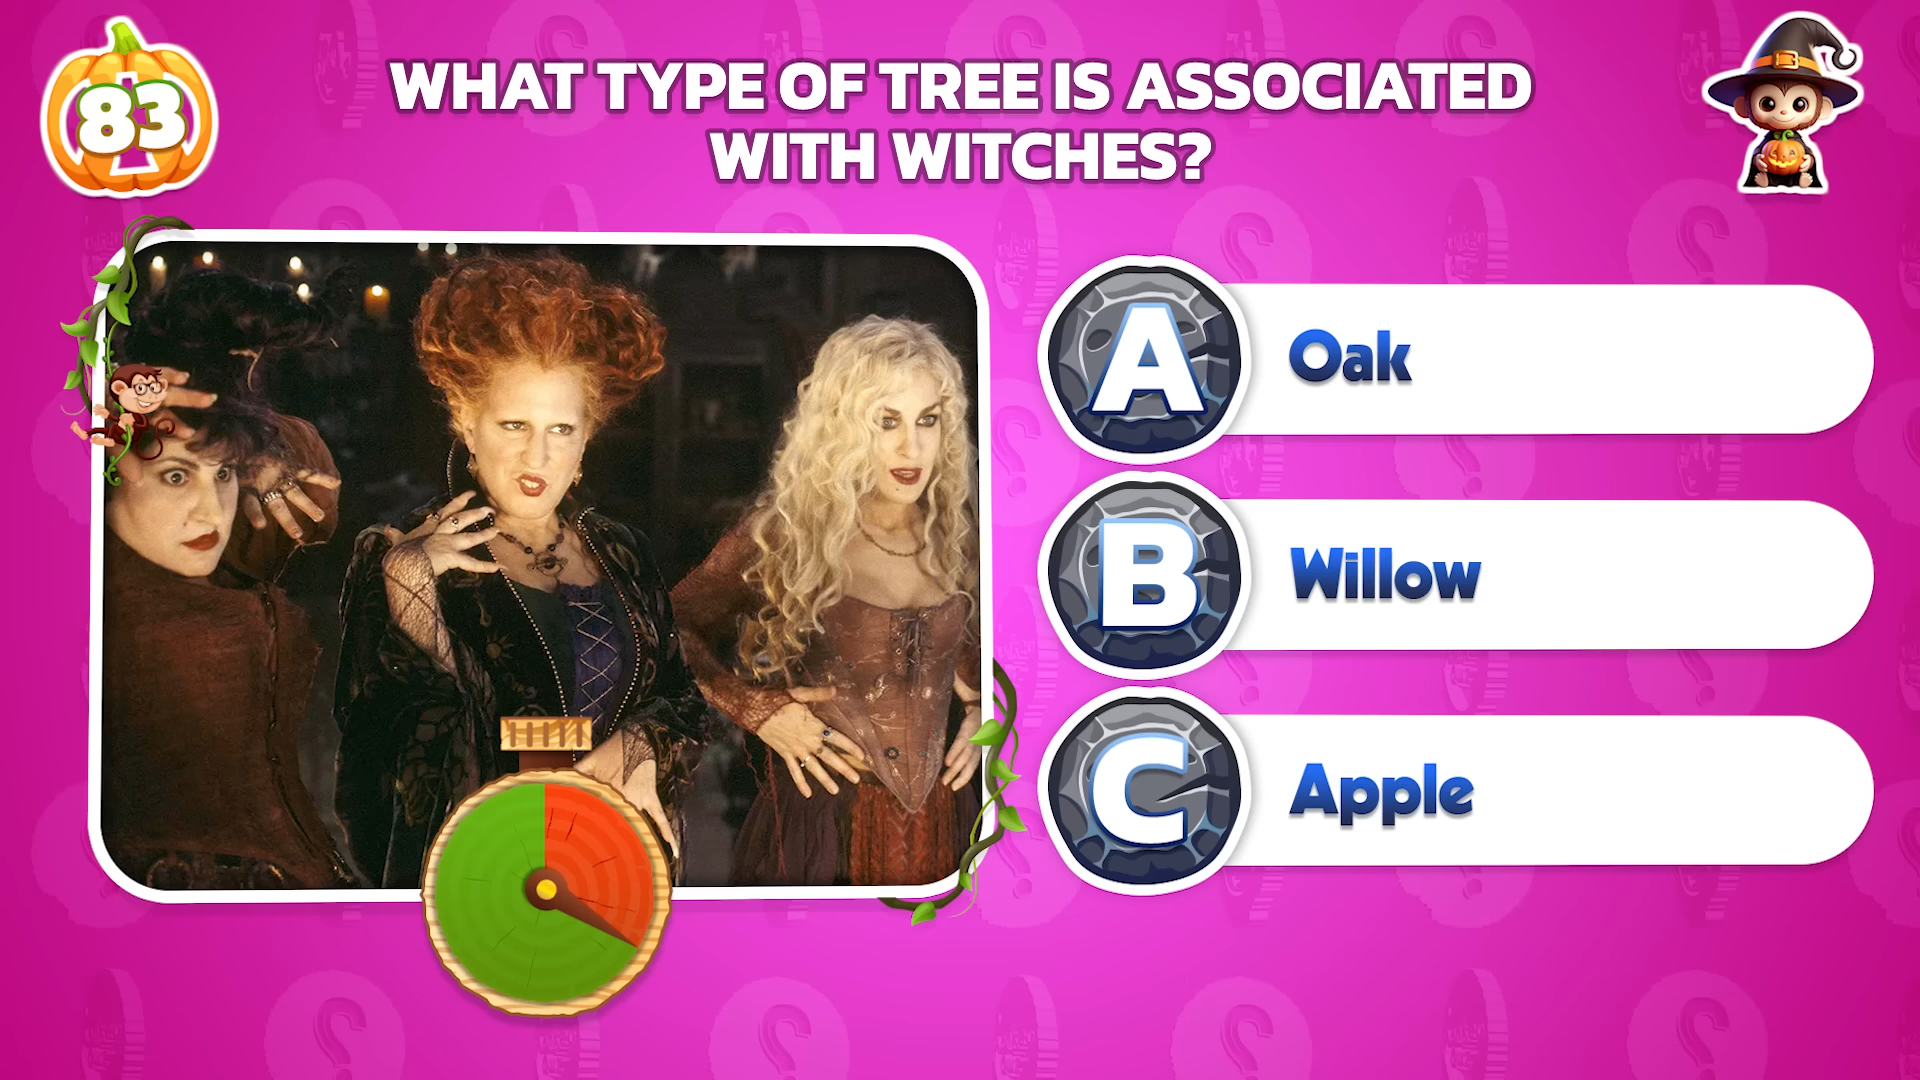 83
WHAT TYPE OF TREE IS ASSOCIATED
WITH WITCHES?
A
Oak
B
Willow
C
Apple